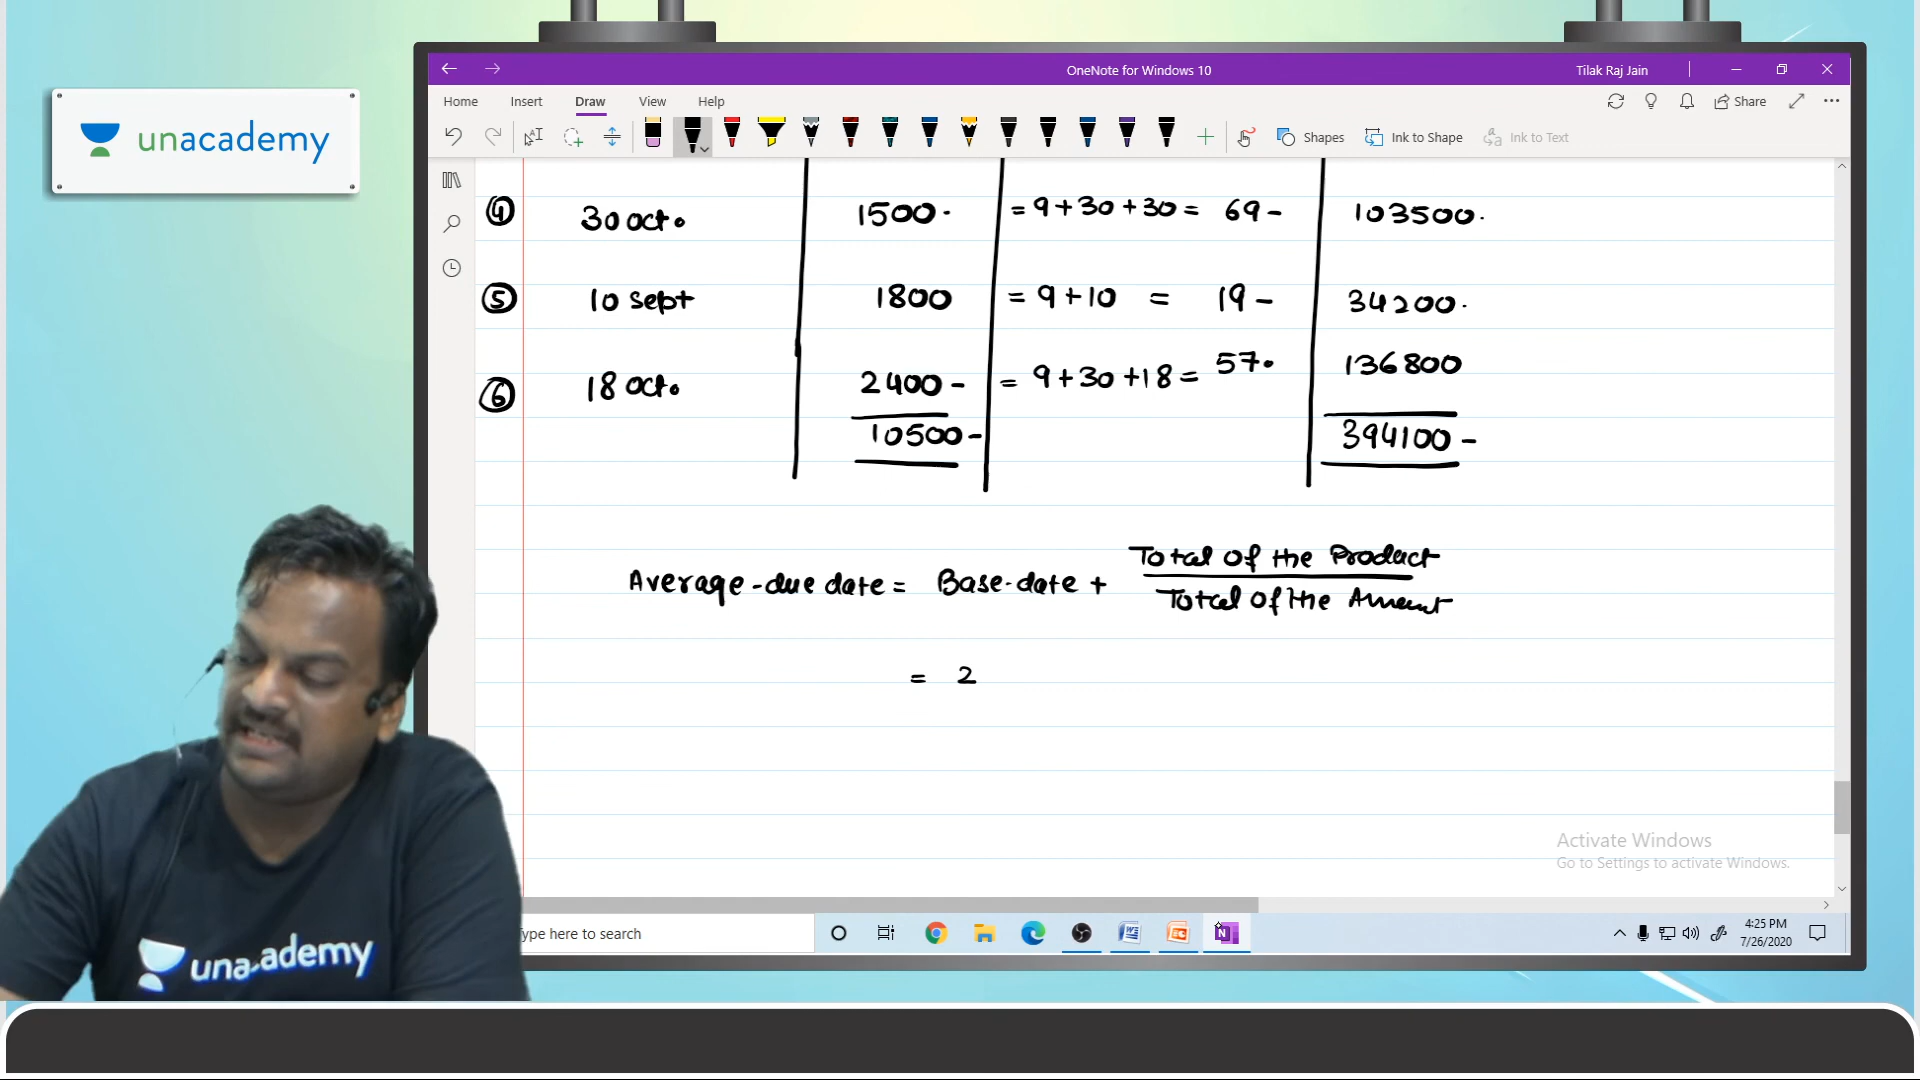 OneNote for Windows 10
Tilak Raj Jain
unacademy
Home Insert Draw View Help
Share
Shapes
Ink to Shape
Ink to Text
4 30 Oct. 1500. = 9+30+30 = 69- 103500.
5 10 Sept 1800 = 9+10 = 19- 34200.
6 18 Oct. 2400- = 9+30+18 = 57. 136800
10500- 394100-
Average-due date = Base-date + Total of the Product
Total of the Amount
= 2
Activate Windows
Go to Settings to activate Windows.
ype here to search
4:25 PM
7/26/2020
unacademy